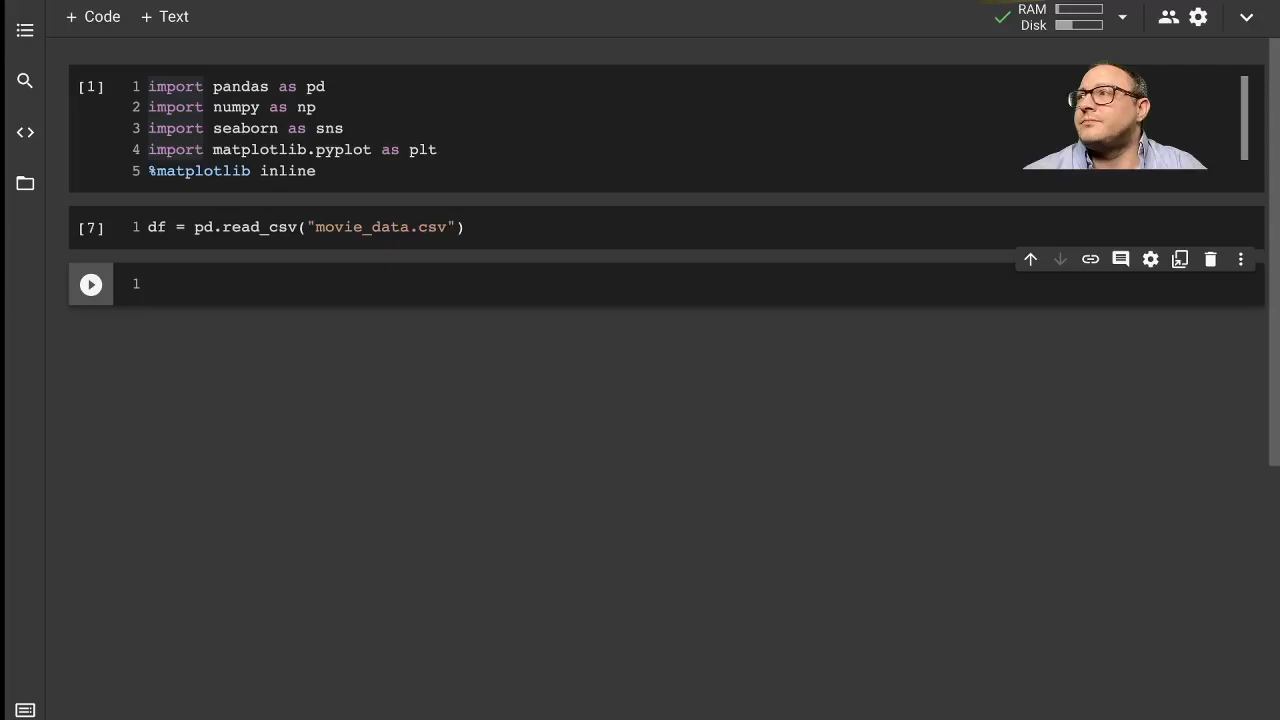 + Code + Text
RAM
Disk
[1]
1 import pandas as pd
2 import numpy as np
3 import seaborn as sns
4 import matplotlib.pyplot as plt
5 %matplotlib inline
[7]
1 df = pd.read_csv("movie_data.csv")
1